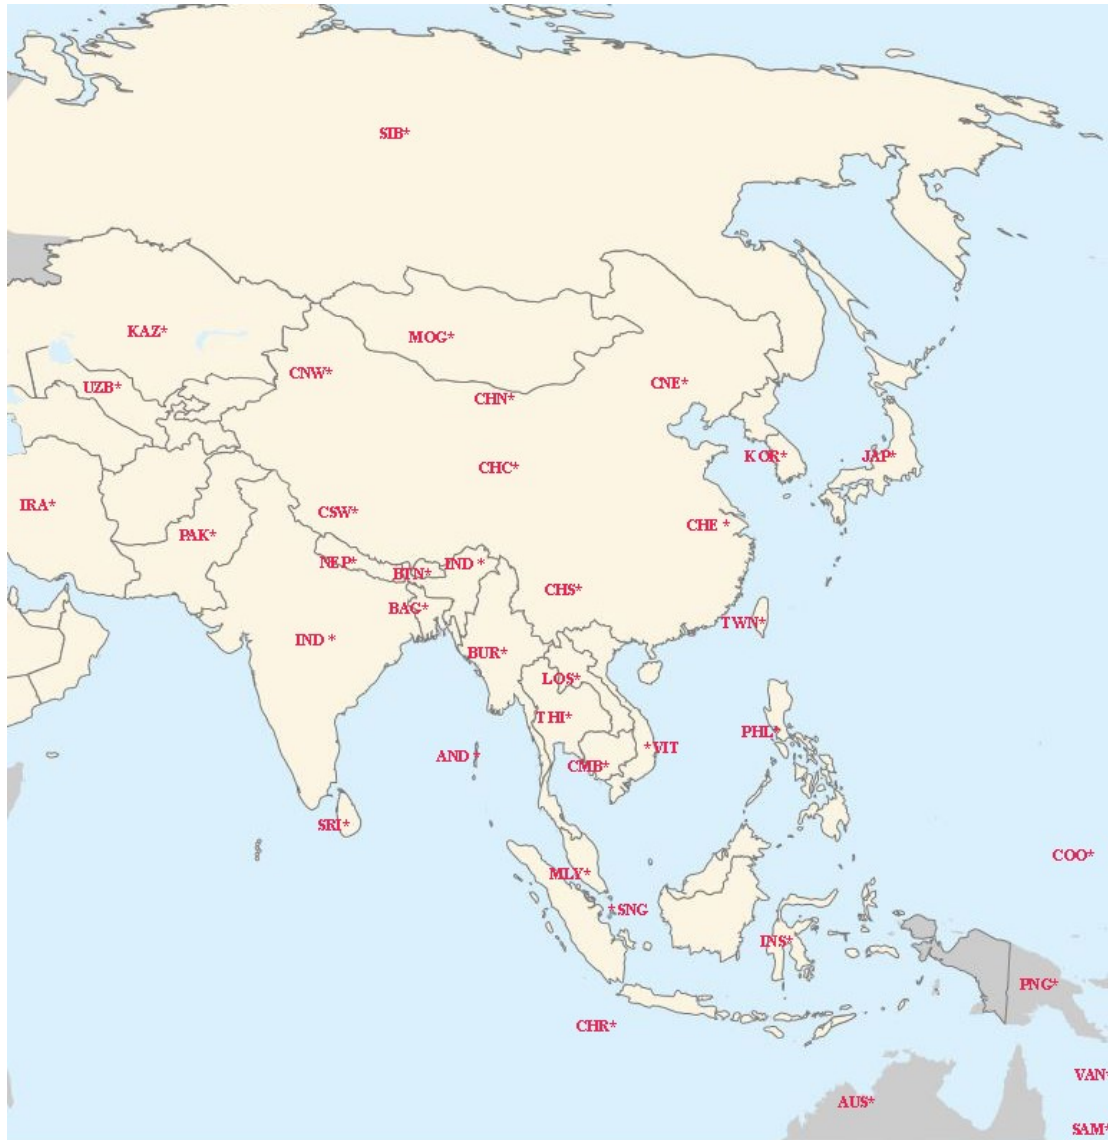 SIB*
KAZ*
MOG*
CNW*
UZB*
CNE*
CHN*
KOR*
JAP*
CHC*
IRA*
CSW*
CHE *
PAK*
NEP*
IND *
BTN*
CHS*
BAG*
TWN*
IND *
BUR*
LOS*
THI*
PHL*
*VIT
AND *
CMB*
SRI*
COO*
MLY*
*SNG
INS*
PNG*
CHR*
VAN*
AUS*
SAM*